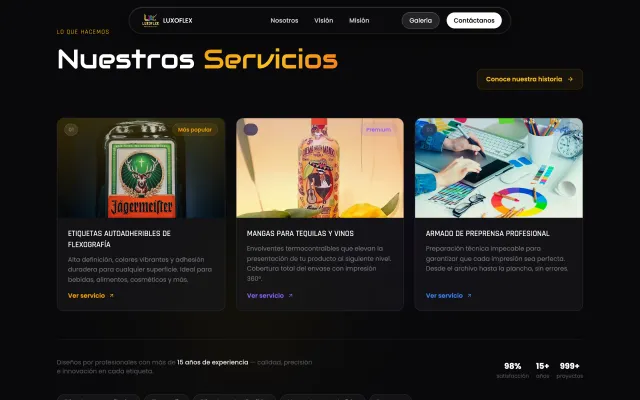 LUXOFLEX
Nosotros
Visión
Misión
Galería
Contáctanos
LO QUE HACEMOS
Nuestros Servicios
Conoce nuestra historia →
01
Más popular
Premium
Jägermeister
ETIQUETAS AUTOADHERIBLES DE
FLEXOGRAFÍA
Alta definición, colores vibrantes y adhesión
duradera para cualquier superficie. Ideal para
bebidas, alimentos, cosméticos y más.
Ver servicio ↗
MANGAS PARA TEQUILAS Y VINOS
Envolventes termocontraíbles que elevan la
presentación de tu producto al siguiente nivel.
Cobertura total del envase con impresión
360°.
Ver servicio ↗
ARMADO DE PREPRENSA PROFESIONAL
Preparación técnica impecable para
garantizar que cada impresión sea perfecta.
Desde el archivo hasta la plancha, sin errores.
Ver servicio ↗
Diseños por profesionales con más de 15 años de experiencia — calidad, precisión
e innovación en cada etiqueta.
98%
satisfacción
15+
años
999+
proyectos